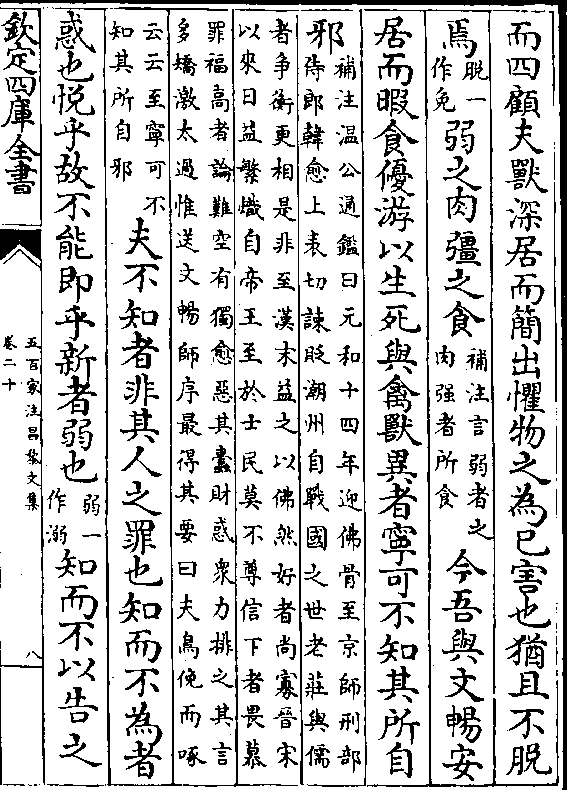 而四顧夫獸深居而簡出懼物之為已害也猶且不脫
焉脫一作免弱之肉彊之食補注言弱者之肉强者所食今吾與文暢安
居而暇食優游以生死與禽獸異者寧可不知其所自
邪補注温公通鑑曰元和十四年迎佛骨至京師刑部侍郎韓愈上表切諫貶潮州自戰國之世老莊與儒
者争衡更相是非至漢末益之以佛然好者尚寡晉宋以來日益繁熾自帝王至於士民莫不尊信下者畏慕
罪福高者論難空有獨愈惡其蠹財惑衆力排之其言多矯激太過惟送文暢師序最得其要曰夫鳥俛而啄
云云至寧可不知其所自邪夫不知者非其人之罪也知而不為者
惑也悅乎故不能即乎新者弱也弱一作溺知而不以告之
欽定四庫全書
五百家注昌黎文集
卷二十
八